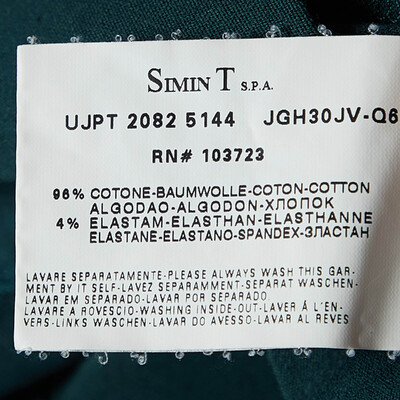 SIMIN T S.P.A.
UJPT 2082 5144 JGH30JV-Q6
RN# 103723
96% COTONE-BAUMWOLLE-COTON-COTTON
ALGODAO-ALGODON-ХЛОПОК
4% ELASTAM-ELASTHAN-ELASTHANNE
ELASTANE-ELASTANO-SPANDEX-ЭЛАСТАН
LAVARE SEPARATAMENTE-PLEASE ALWAYS WASH THIS GAR-
MENT BY IT SELF-LAVEZ SEPARAMMENT-SEPARAT WASCHEN-
LAVAR EM SEPARADO-LAVAR POR SEPARADO
LAVARE A ROVESCIO-WASHING INSIDE-OUT-LAVER Á L'EN-
VERS-LINKS WASCHEN-LAVAR DO AVESSO-LAVAR AL REVES